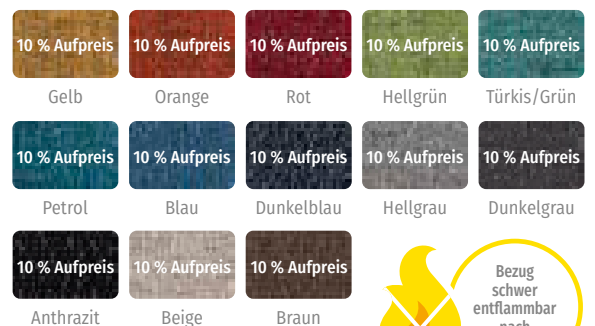 10 % Aufpreis 10 % Aufpreis 10 % Aufpreis 10 % Aufpreis 10 % Aufpreis
Gelb Orange Rot Hellgrün Türkis/Grün
10 % Aufpreis 10 % Aufpreis 10 % Aufpreis 10 % Aufpreis 10 % Aufpreis
Petrol Blau Dunkelblau Hellgrau Dunkelgrau
10 % Aufpreis 10 % Aufpreis 10 % Aufpreis
Anthrazit Beige Braun
Bezug
schwer
entflammbar
nach